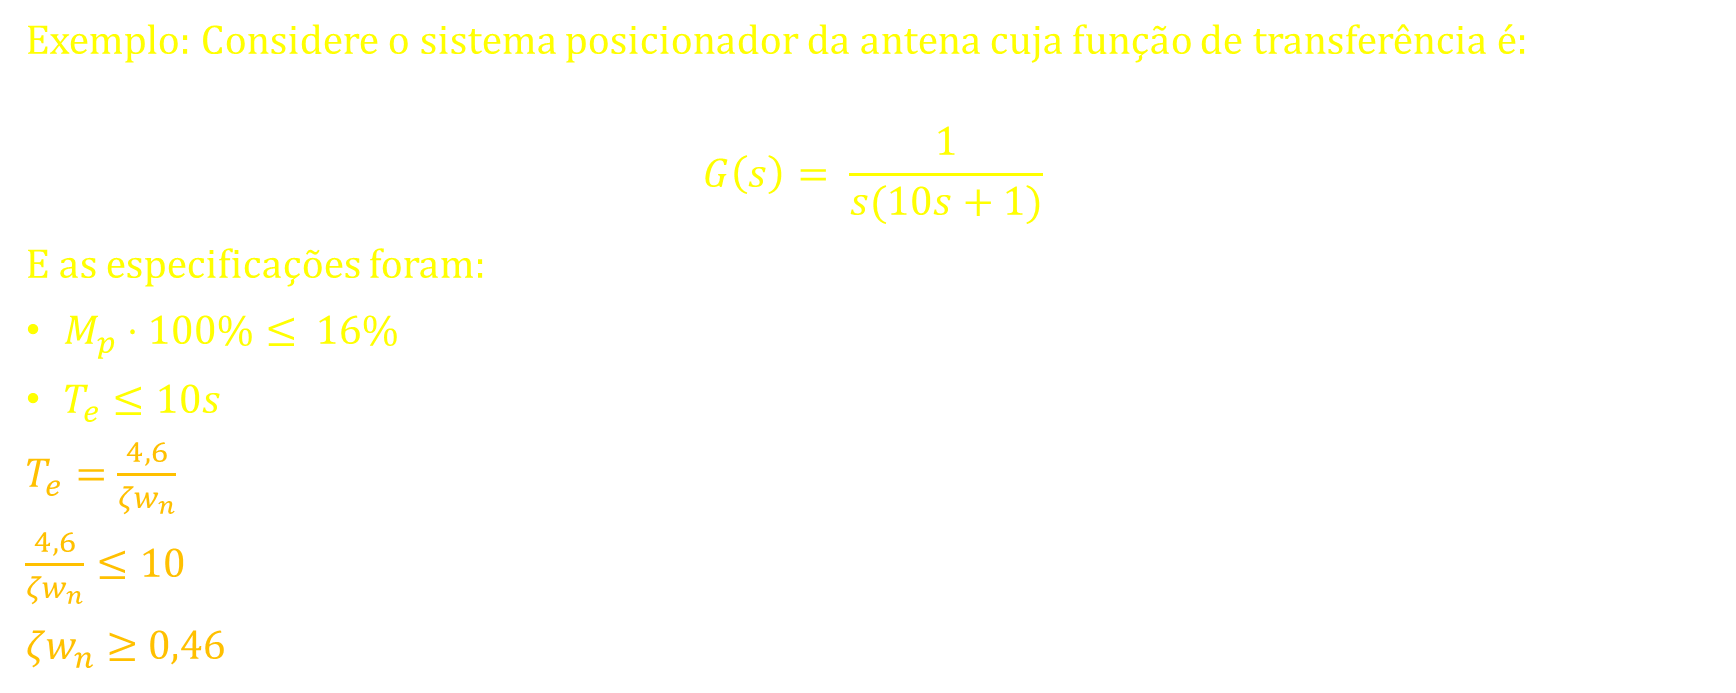 Exemplo: Considere o sistema posicionador da antena cuja função de transferência é:
G(s) = 1/(s(10s + 1))
E as especificações foram:
• M_p · 100% ≤ 16%
• T_e ≤ 10s
T_e = 4,6/(ζw_n)
4,6/(ζw_n) ≤ 10
ζw_n ≥ 0,46